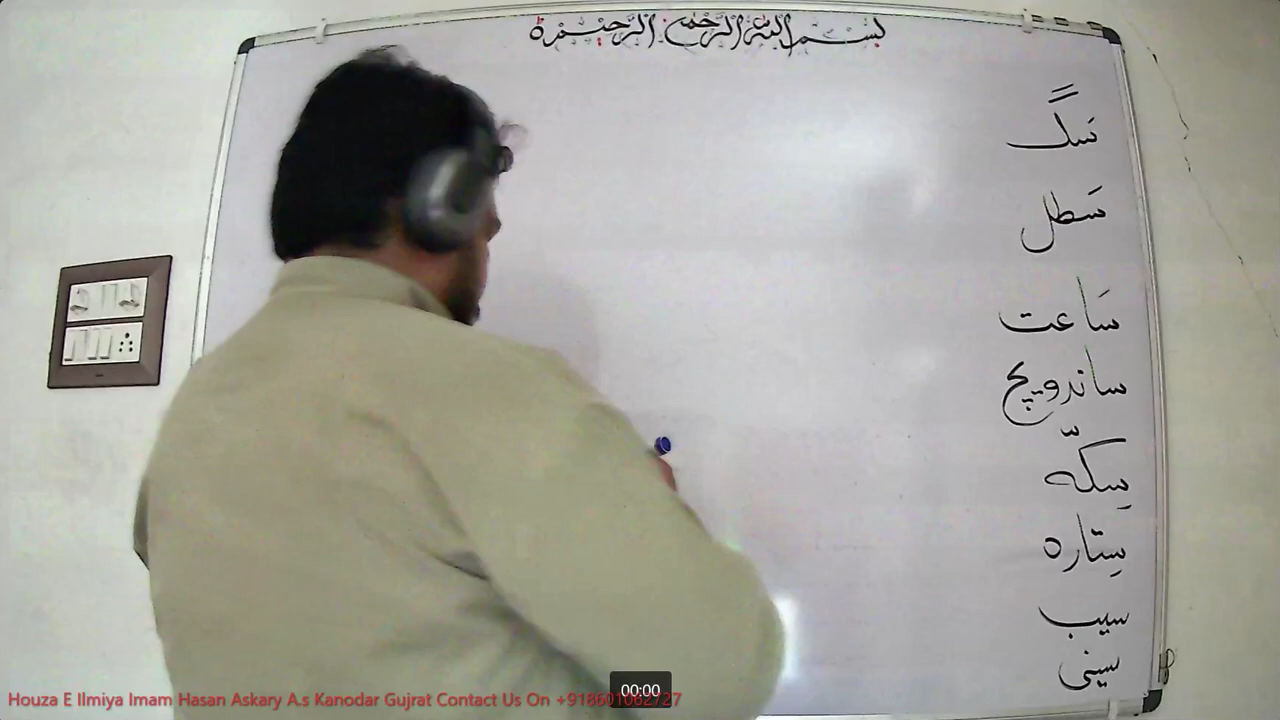 بسم الله الرحمن الرحیم
سَگ
سَطل
سَاعت
ساندویچ
سِکّه
سِتاره
سیب
سینی
00:00
Houza E Ilmiya Imam Hasan Askary A.s Kanodar Gujrat Contact Us On +918601062727